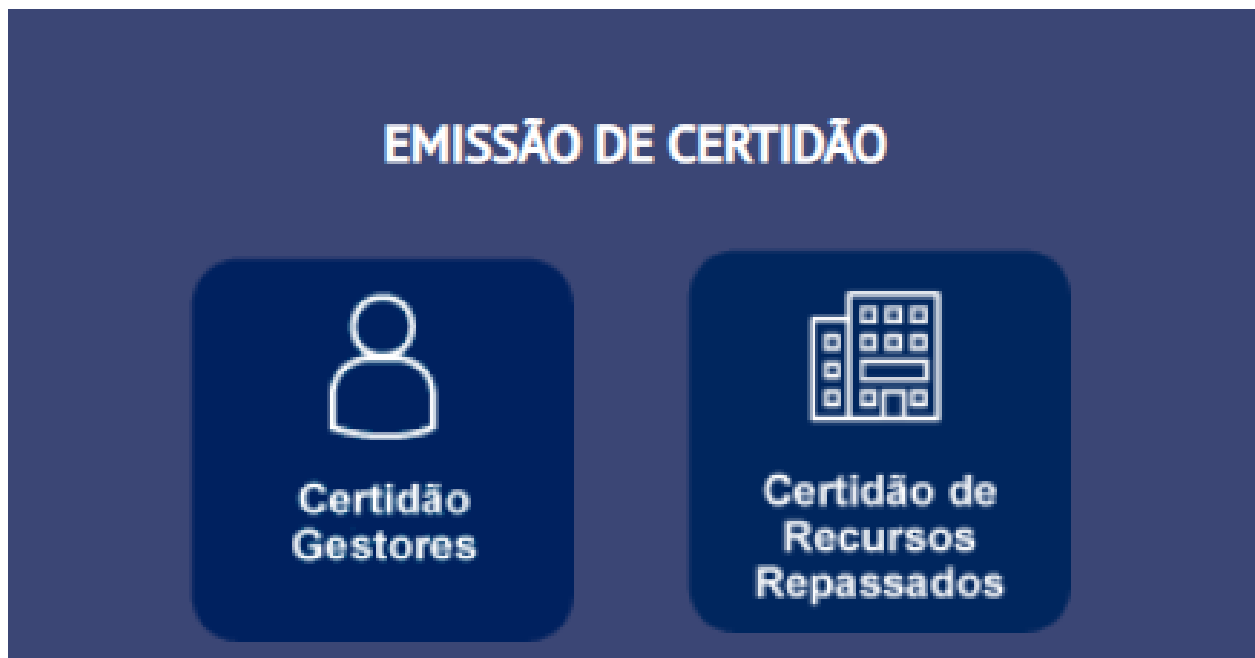 EMISSÃO DE CERTIDÃO
Certidão
Gestores
Certidão de
Recursos
Repassados